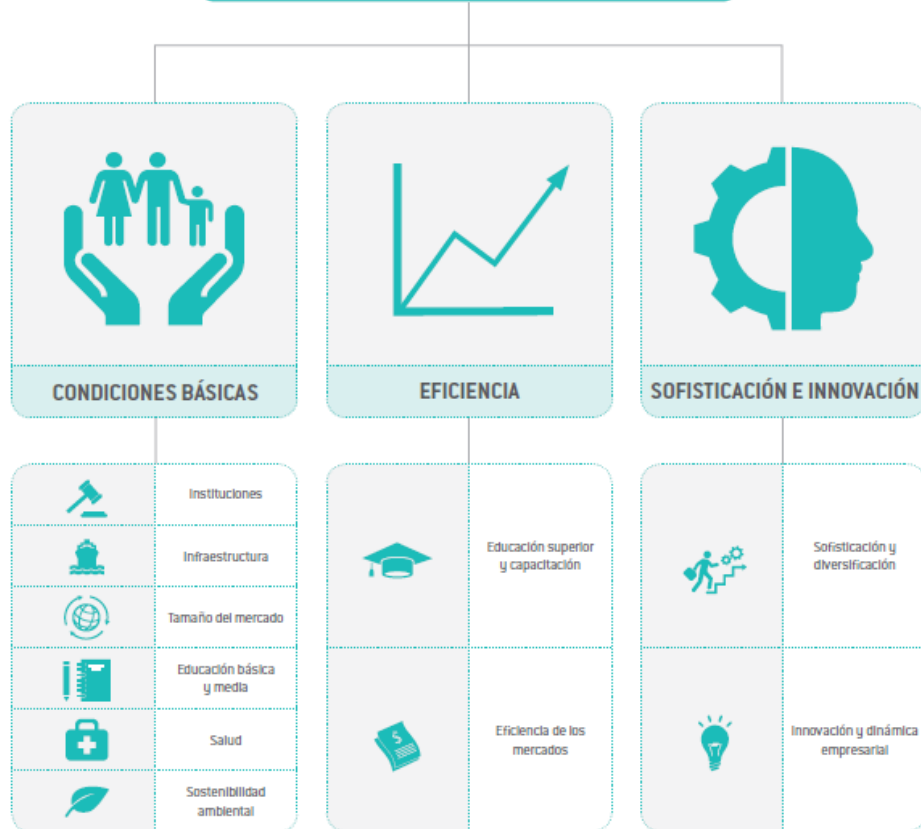 CONDICIONES BÁSICAS
EFICIENCIA
SOFISTICACIÓN E INNOVACIÓN
Instituciones
Infraestructura
Tamaño del mercado
Educación básica
y media
Salud
Sostenibilidad
ambiental
Educación superior
y capacitación
$
Eficiencia de los
mercados
Sofisticación y
diversificación
Innovación y dinámica
empresarial